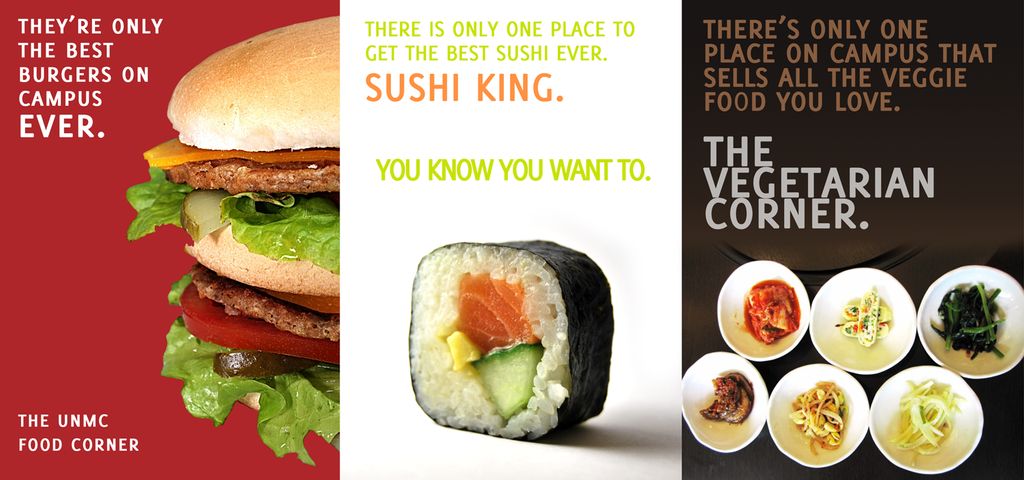 THEY'RE ONLY
THE BEST
BURGERS ON
CAMPUS
EVER.
THE UNMC
FOOD CORNER
THERE IS ONLY ONE PLACE TO
GET THE BEST SUSHI EVER.
SUSHI KING.
YOU KNOW YOU WANT TO.
THERE'S ONLY ONE
PLACE ON CAMPUS THAT
SELLS ALL THE VEGGIE
FOOD YOU LOVE.
THE
VEGETARIAN
CORNER.